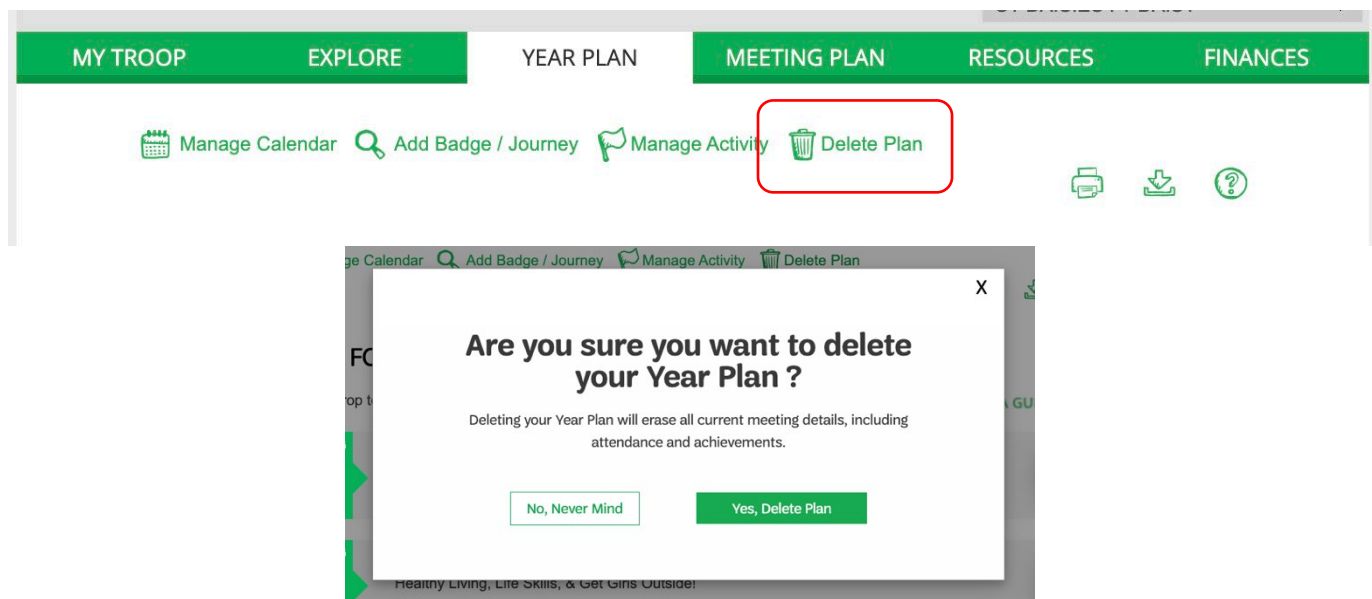 MY TROOP EXPLORE YEAR PLAN MEETING PLAN RESOURCES FINANCES
Manage Calendar Add Badge / Journey Manage Activity Delete Plan
ge Calendar Add Badge / Journey Manage Activity Delete Plan
X
Are you sure you want to delete
FO
your Year Plan ?
rop t
Deleting your Year Plan will erase all current meeting details, including
GU
attendance and achievements.
No, Never Mind Yes, Delete Plan
Healthy Living, Life Skills, & Get Girls Outside!